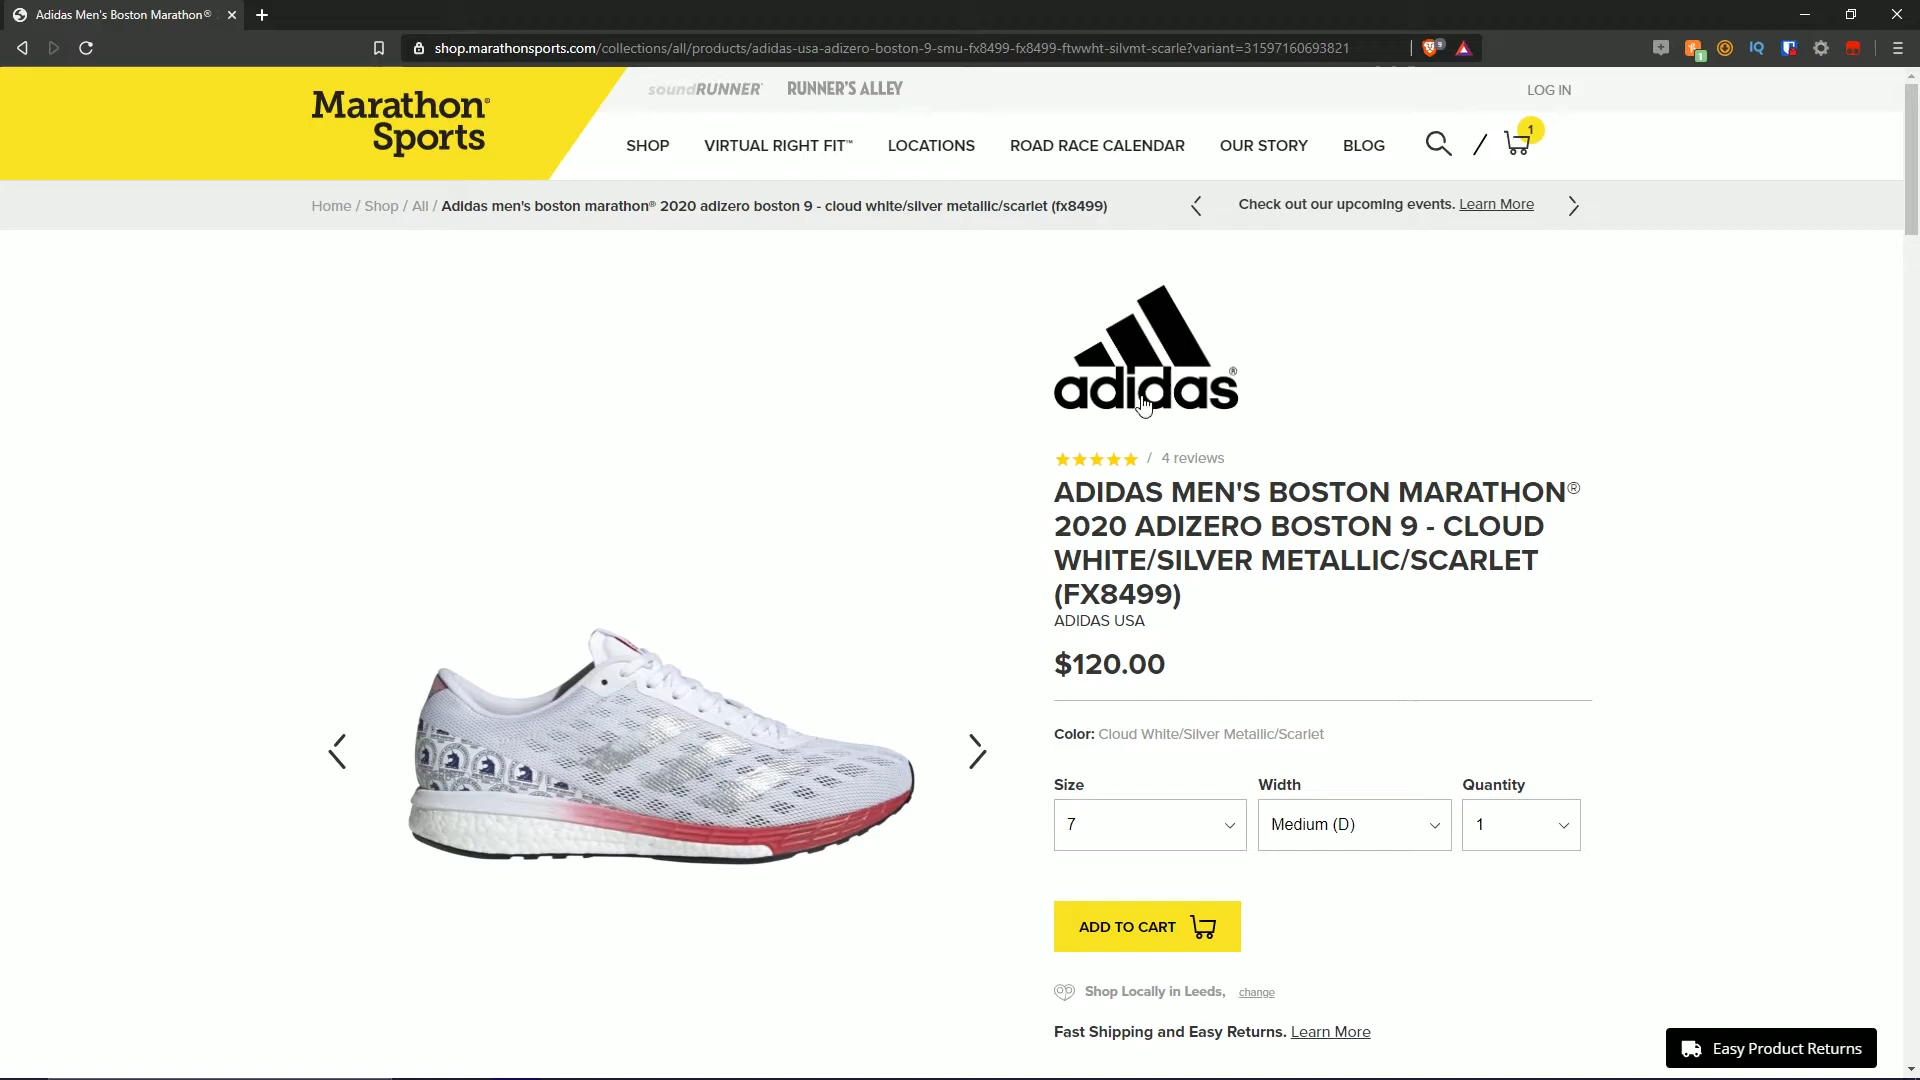 Adidas Men's Boston Marathon®
shop.marathonsports.com/collections/all/products/adidas-usa-adizero-boston-9-smu-fx8499-fx8499-ftwwht-silvmt-scarle?variant=31597160693821
Marathon
Sports
soundRUNNER
RUNNER'S ALLEY
LOG IN
SHOP VIRTUAL RIGHT FIT™ LOCATIONS ROAD RACE CALENDAR OUR STORY BLOG
1
Home / Shop / All / Adidas men's boston marathon® 2020 adizero boston 9 - cloud white/silver metallic/scarlet (fx8499)
Check out our upcoming events. Learn More
adidas®
/ 4 reviews
ADIDAS MEN'S BOSTON MARATHON®
2020 ADIZERO BOSTON 9 - CLOUD
WHITE/SILVER METALLIC/SCARLET
(FX8499)
ADIDAS USA
$120.00
Color: Cloud White/Silver Metallic/Scarlet
Size Width Quantity
7 Medium (D) 1
ADD TO CART
Shop Locally in Leeds, change
Fast Shipping and Easy Returns. Learn More
Easy Product Returns